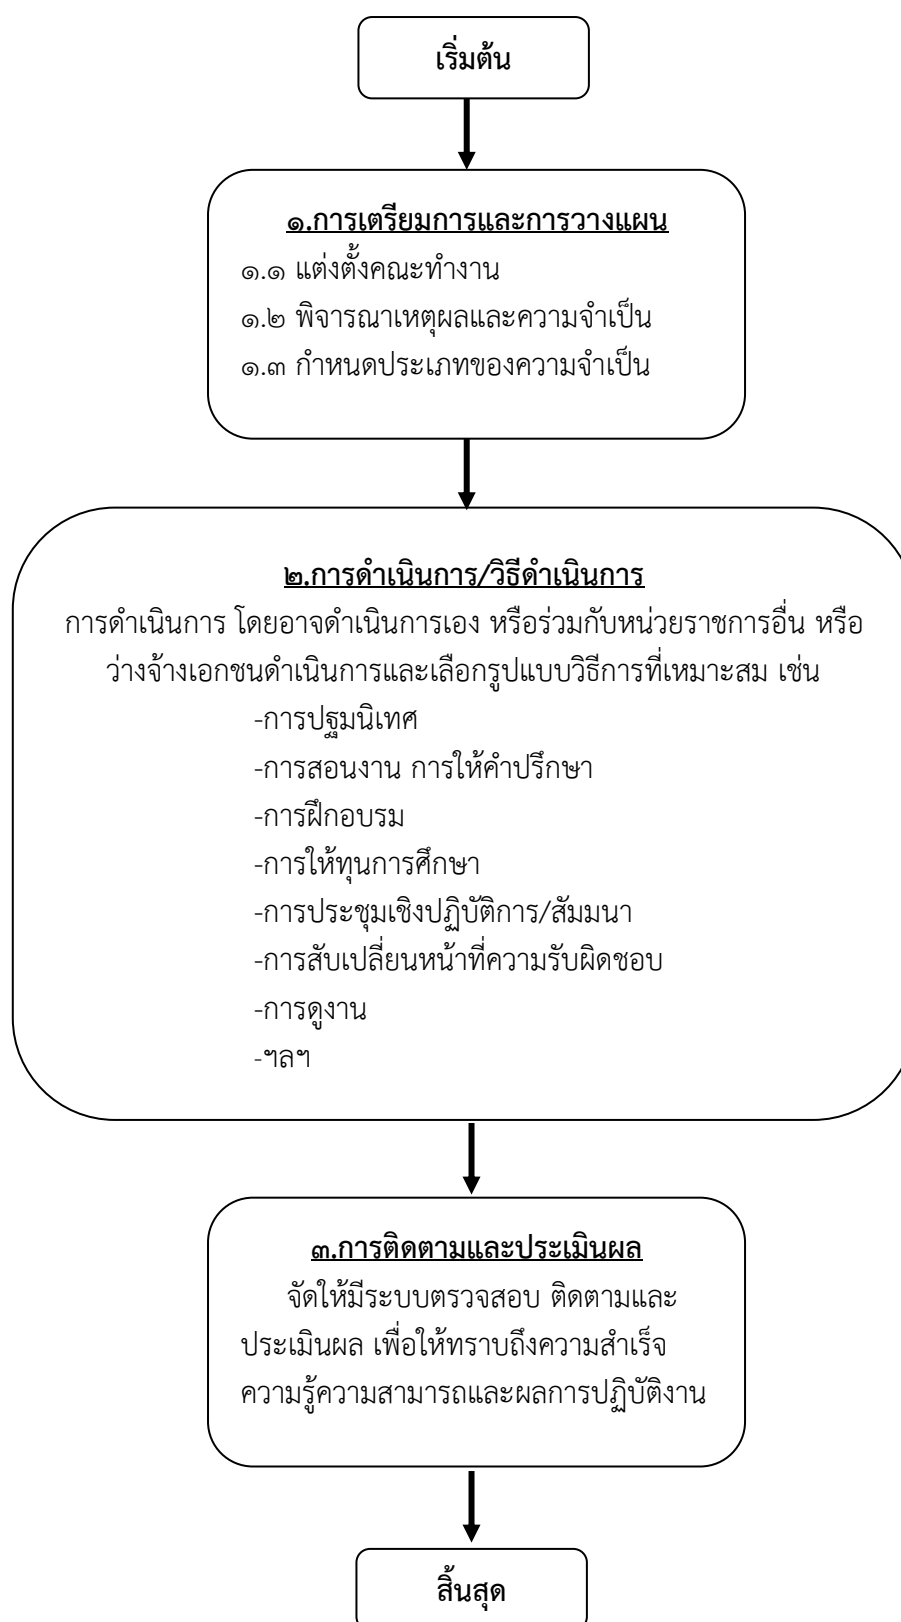 เริ่มต้น
๑.การเตรียมการและการวางแผน
๑.๑ แต่งตั้งคณะทำงาน
๑.๒ พิจารณาเหตุผลและความจำเป็น
๑.๓ กำหนดประเภทของความจำเป็น
๒.การดำเนินการ/วิธีดำเนินการ
การดำเนินการ โดยอาจดำเนินการเอง หรือร่วมกับหน่วยราชการอื่น หรือ
ว่างจ้างเอกชนดำเนินการและเลือกรูปแบบวิธีการที่เหมาะสม เช่น
-การปฐมนิเทศ
-การสอนงาน การให้คำปรึกษา
-การฝึกอบรม
-การให้ทุนการศึกษา
-การประชุมเชิงปฏิบัติการ/สัมมนา
-การสับเปลี่ยนหน้าที่ความรับผิดชอบ
-การดูงาน
-ฯลฯ
๓.การติดตามและประเมินผล
จัดให้มีระบบตรวจสอบ ติดตามและ
ประเมินผล เพื่อให้ทราบถึงความสำเร็จ
ความรู้ความสามารถและผลการปฏิบัติงาน
สิ้นสุด